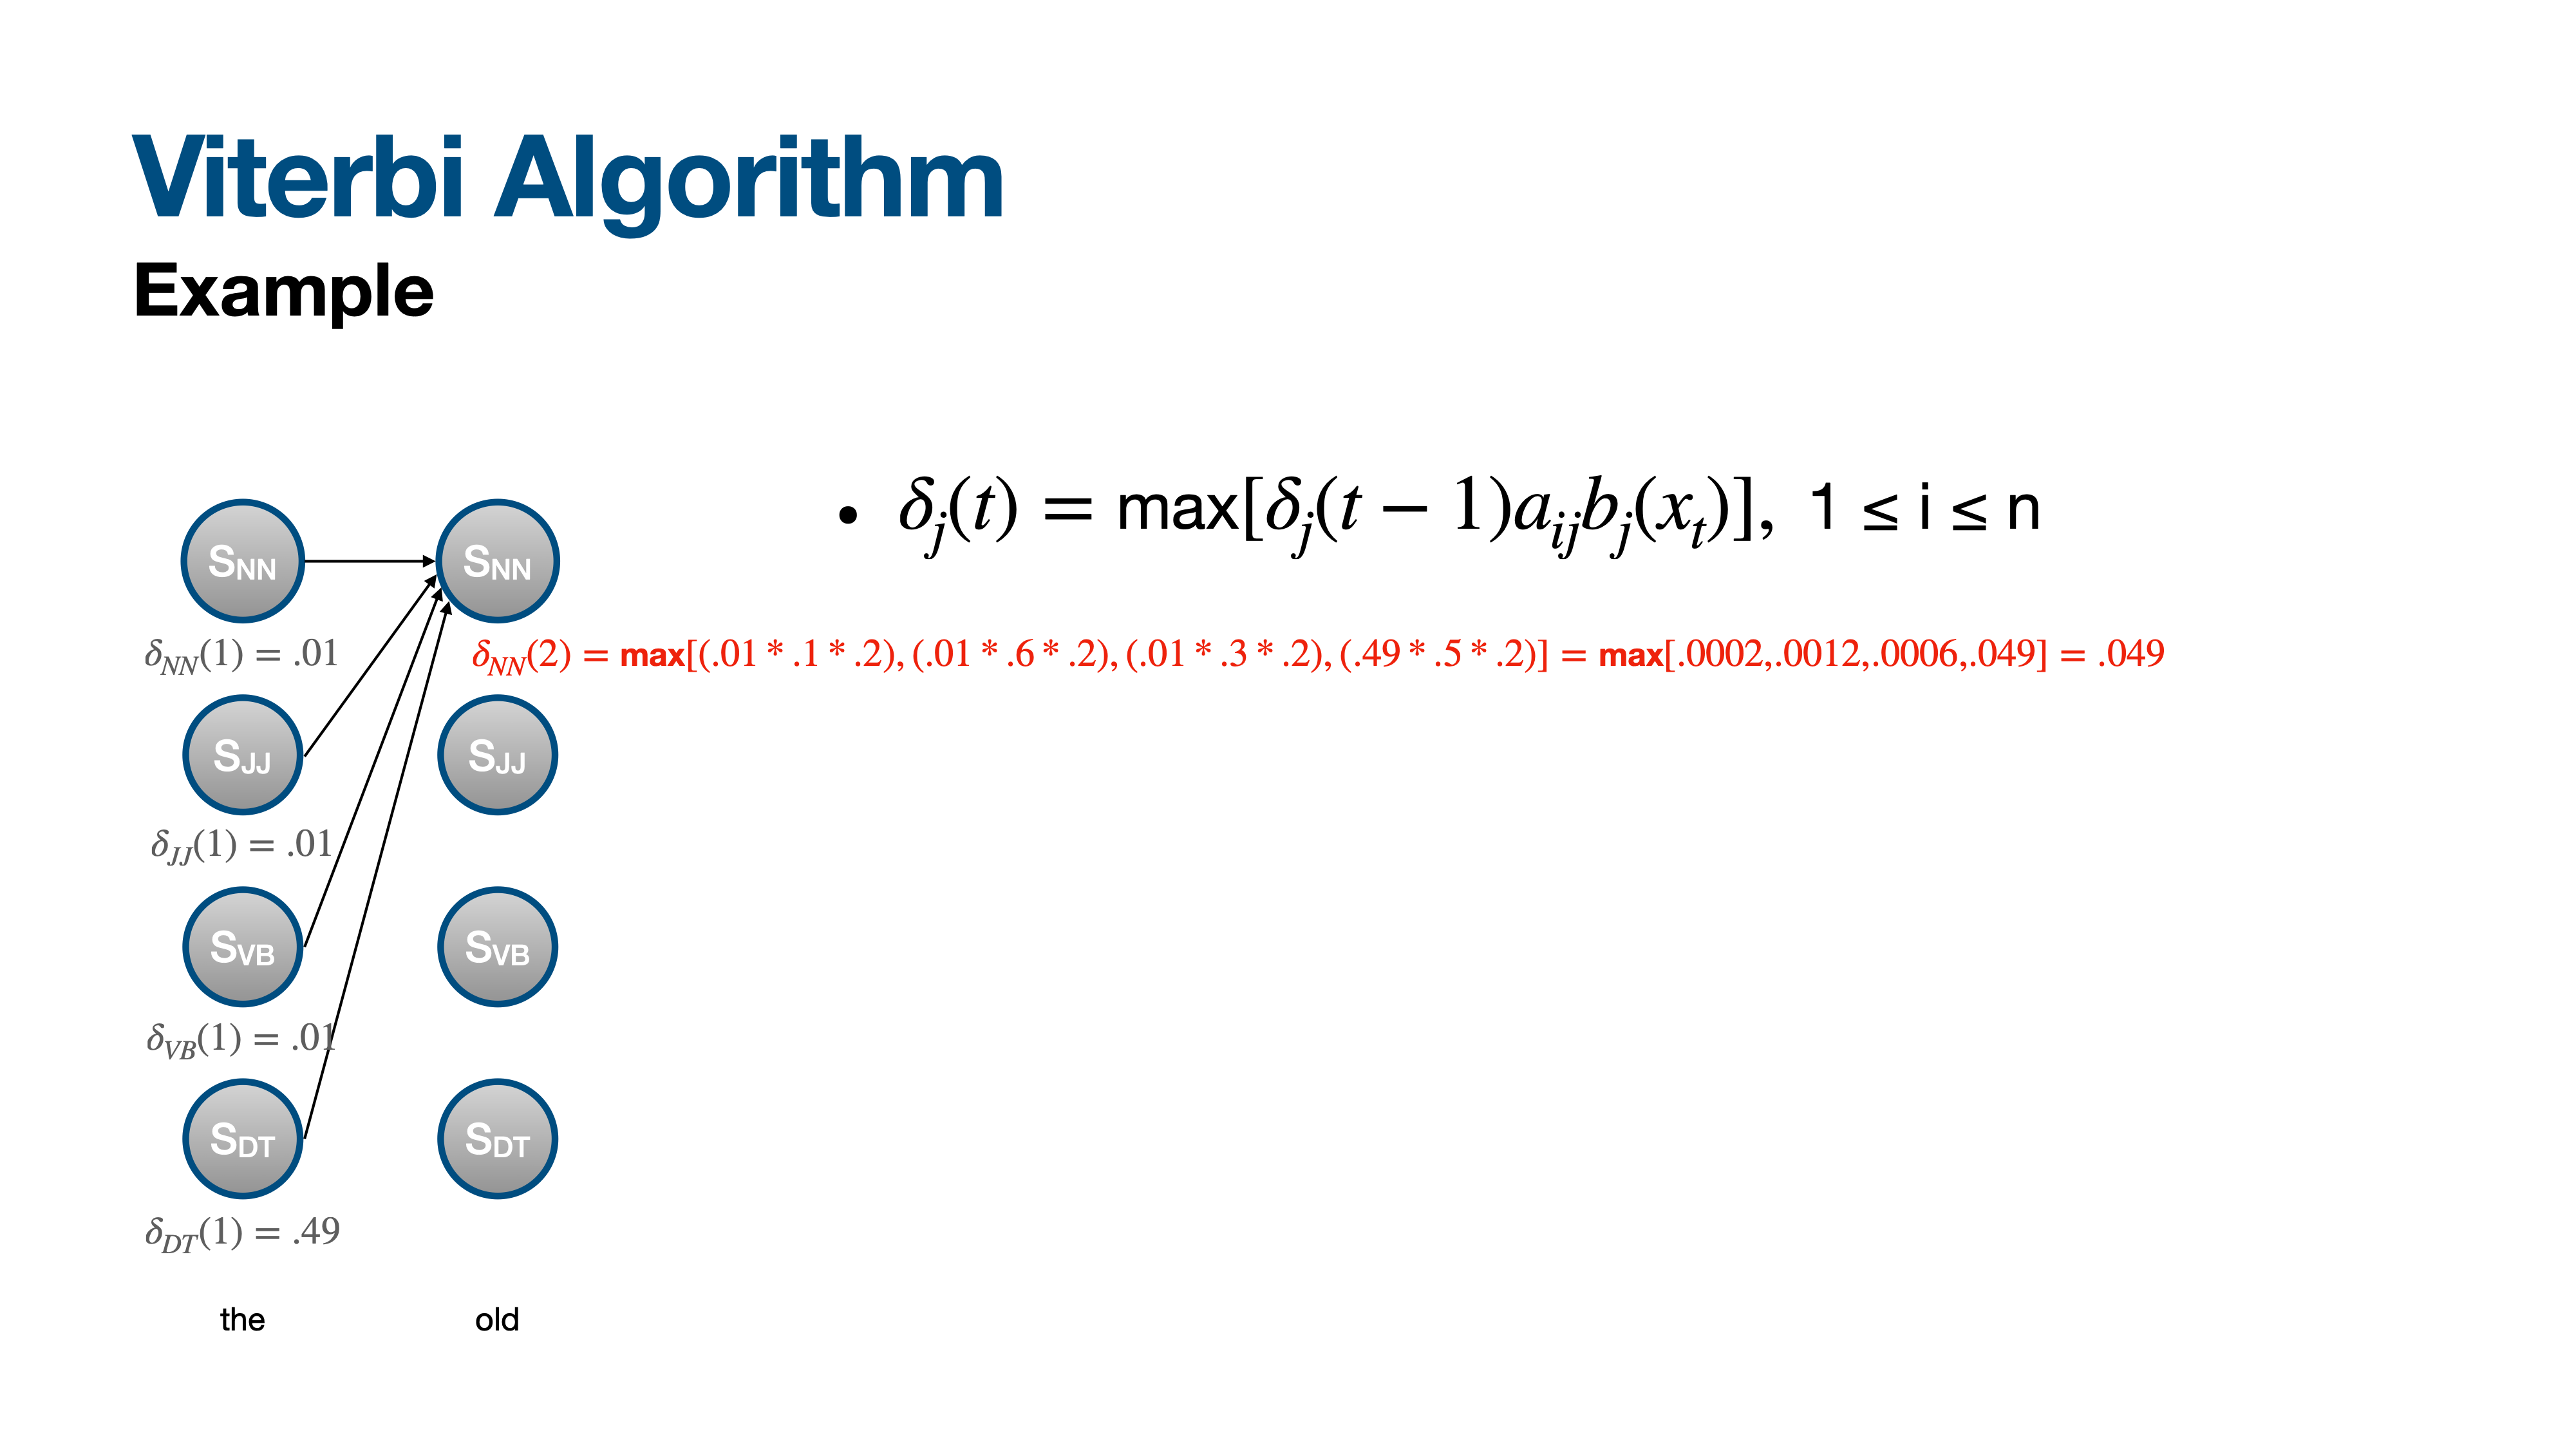 Viterbi Algorithm
Example
• δj(t) = max[δj(t − 1)aijbj(xt)], 1 ≤ i ≤ n
SNN SNN
δNN(1) = .01 δNN(2) = max[(.01 * .1 * .2), (.01 * .6 * .2), (.01 * .3 * .2), (.49 * .5 * .2)] = max[.0002,.0012,.0006,.049] = .049
SJJ SJJ
δJJ(1) = .01
SVB SVB
δVB(1) = .01
SDT SDT
δDT(1) = .49
the old